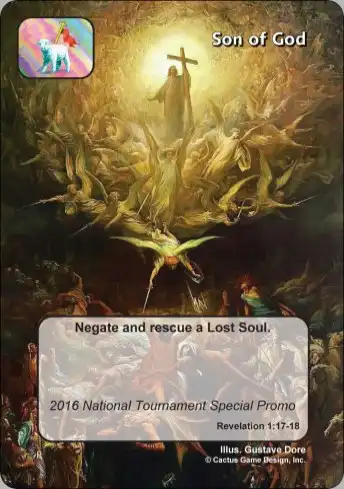 Son of God
Negate and rescue a Lost Soul.
2016 National Tournament Special Promo
Revelation 1:17-18
Illus. Gustave Dore
© Cactus Game Design, Inc.